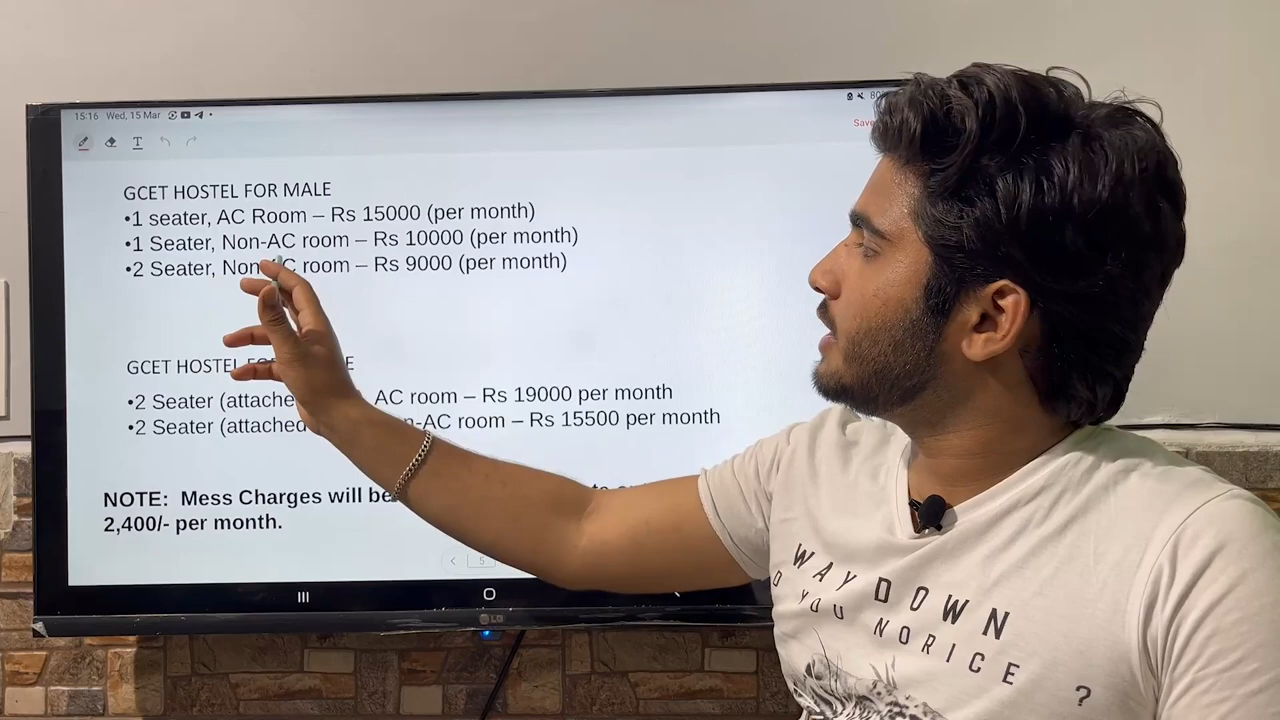 15:16 Wed, 15 Mar
80
Save
T
GCET HOSTEL FOR MALE
•1 seater, AC Room – Rs 15000 (per month)
•1 Seater, Non-AC room – Rs 10000 (per month)
•2 Seater, Non C room – Rs 9000 (per month)
GCET HOSTEL
•2 Seater (attache AC room – Rs 19000 per month
•2 Seater (attached n-AC room – Rs 15500 per month
NOTE: Mess Charges will be
2,400/- per month.
5
LG
WAY DOWN
YOU NORICE
?